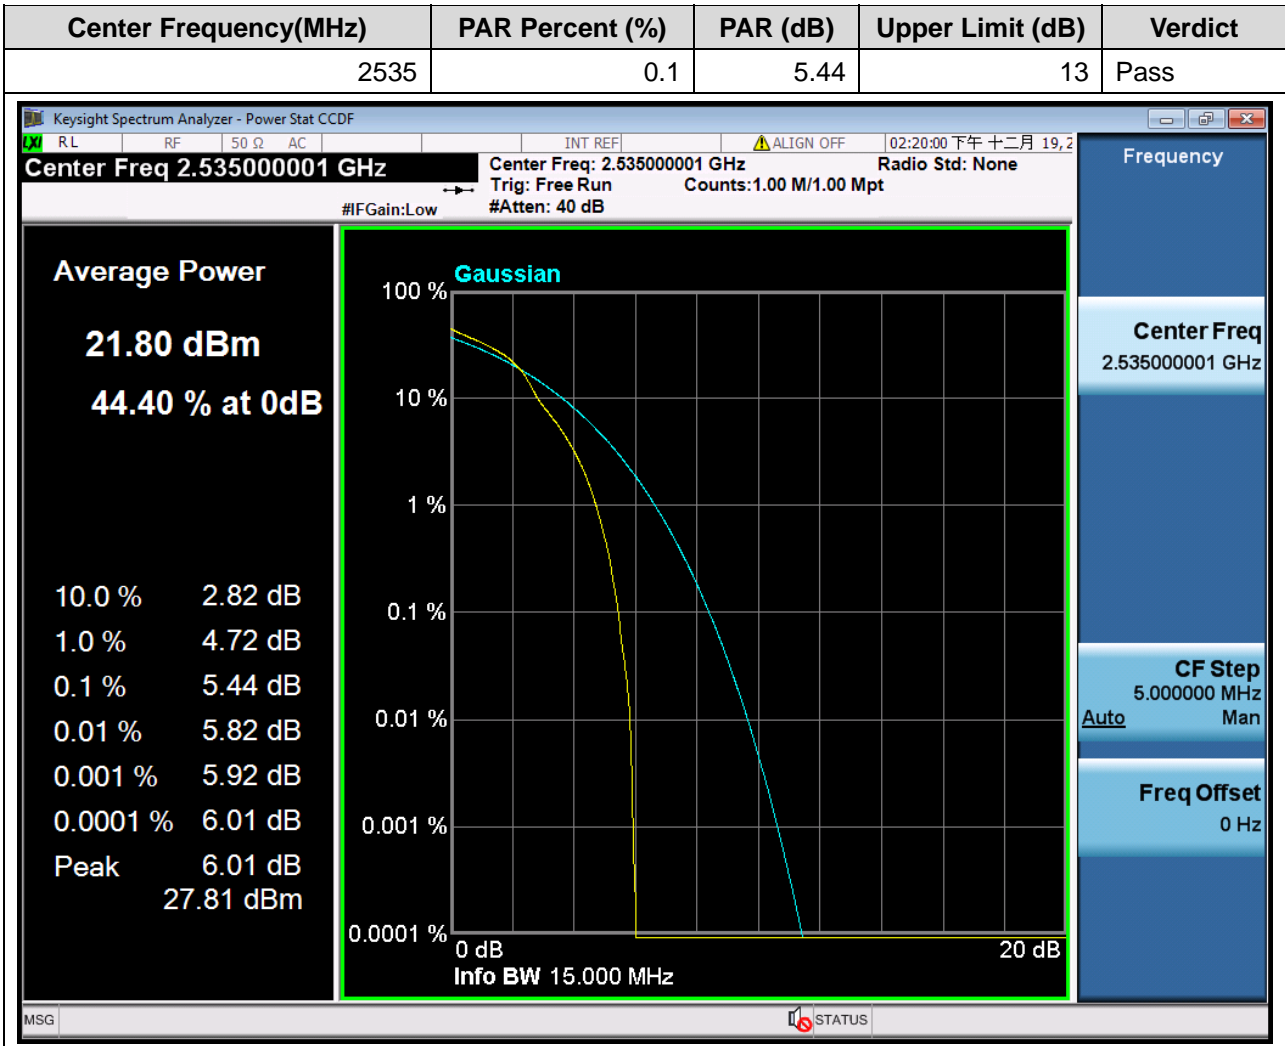 Center Frequency(MHz) PAR Percent (%) PAR (dB) Upper Limit (dB) Verdict
2535 0.1 5.44 13 Pass
Keysight Spectrum Analyzer - Power Stat CCDF
LXI RL RF 50 Ω AC INT REF ALIGN OFF 02:20:00 下午 十二月 19, 2
Center Freq 2.535000001 GHz
Center Freq: 2.535000001 GHz Radio Std: None
Trig: Free Run Counts:1.00 M/1.00 Mpt
#IFGain:Low #Atten: 40 dB
Average Power
21.80 dBm
44.40 % at 0dB
10.0 % 2.82 dB
1.0 % 4.72 dB
0.1 % 5.44 dB
0.01 % 5.82 dB
0.001 % 5.92 dB
0.0001 % 6.01 dB
Peak 6.01 dB
27.81 dBm
Gaussian
100 %
10 %
1 %
0.1 %
0.01 %
0.001 %
0.0001 %
0 dB 20 dB
Info BW 15.000 MHz
Frequency
Center Freq
2.535000001 GHz
CF Step
5.000000 MHz
Auto Man
Freq Offset
0 Hz
MSG STATUS